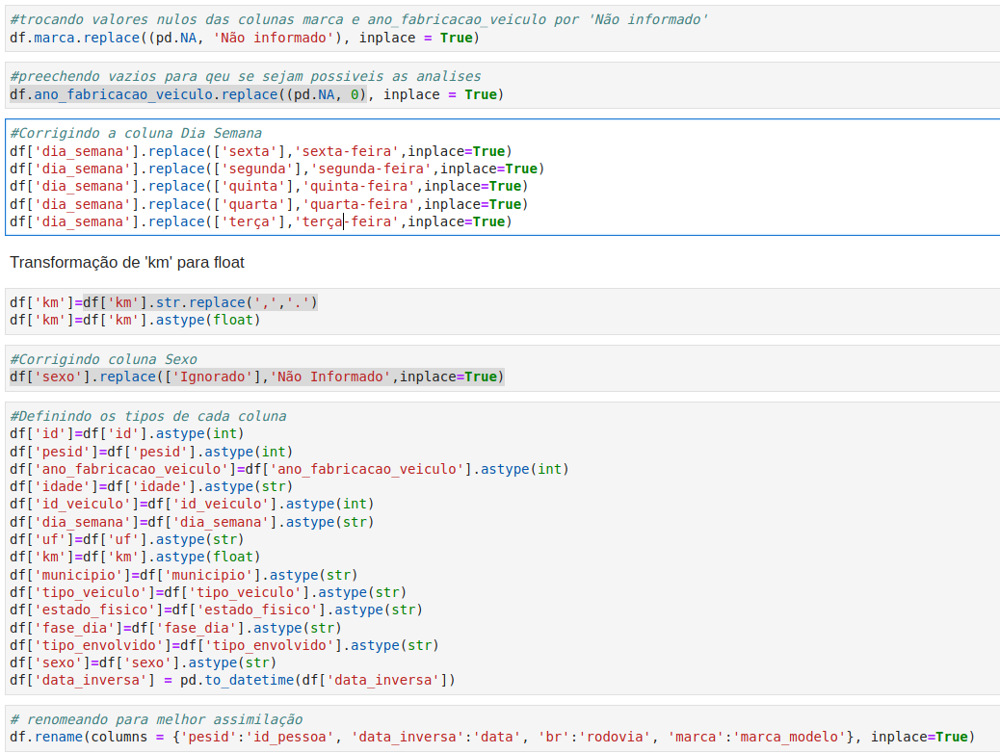 #trocando valores nulos das colunas marca e ano_fabricacao_veiculo por 'Não informado'
df.marca.replace((pd.NA, 'Não informado'), inplace = True)
#preechendo vazios para qeu se sejam possiveis as analises
df.ano_fabricacao_veiculo.replace((pd.NA, 0), inplace = True)
#Corrigindo a coluna Dia Semana
df['dia_semana'].replace(['sexta'],'sexta-feira',inplace=True)
df['dia_semana'].replace(['segunda'],'segunda-feira',inplace=True)
df['dia_semana'].replace(['quinta'],'quinta-feira',inplace=True)
df['dia_semana'].replace(['quarta'],'quarta-feira',inplace=True)
df['dia_semana'].replace(['terça'],'terça-feira',inplace=True)
Transformação de 'km' para float
df['km']=df['km'].str.replace(',','.')
df['km']=df['km'].astype(float)
#Corrigindo coluna Sexo
df['sexo'].replace(['Ignorado'],'Não Informado',inplace=True)
#Definindo os tipos de cada coluna
df['id']=df['id'].astype(int)
df['pesid']=df['pesid'].astype(int)
df['ano_fabricacao_veiculo']=df['ano_fabricacao_veiculo'].astype(int)
df['idade']=df['idade'].astype(str)
df['id_veiculo']=df['id_veiculo'].astype(int)
df['dia_semana']=df['dia_semana'].astype(str)
df['uf']=df['uf'].astype(str)
df['km']=df['km'].astype(float)
df['municipio']=df['municipio'].astype(str)
df['tipo_veiculo']=df['tipo_veiculo'].astype(str)
df['estado_fisico']=df['estado_fisico'].astype(str)
df['fase_dia']=df['fase_dia'].astype(str)
df['tipo_envolvido']=df['tipo_envolvido'].astype(str)
df['sexo']=df['sexo'].astype(str)
df['data_inversa'] = pd.to_datetime(df['data_inversa'])
# renomeando para melhor assimilação
df.rename(columns = {'pesid':'id_pessoa', 'data_inversa':'data', 'br':'rodovia', 'marca':'marca_modelo'}, inplace=True)